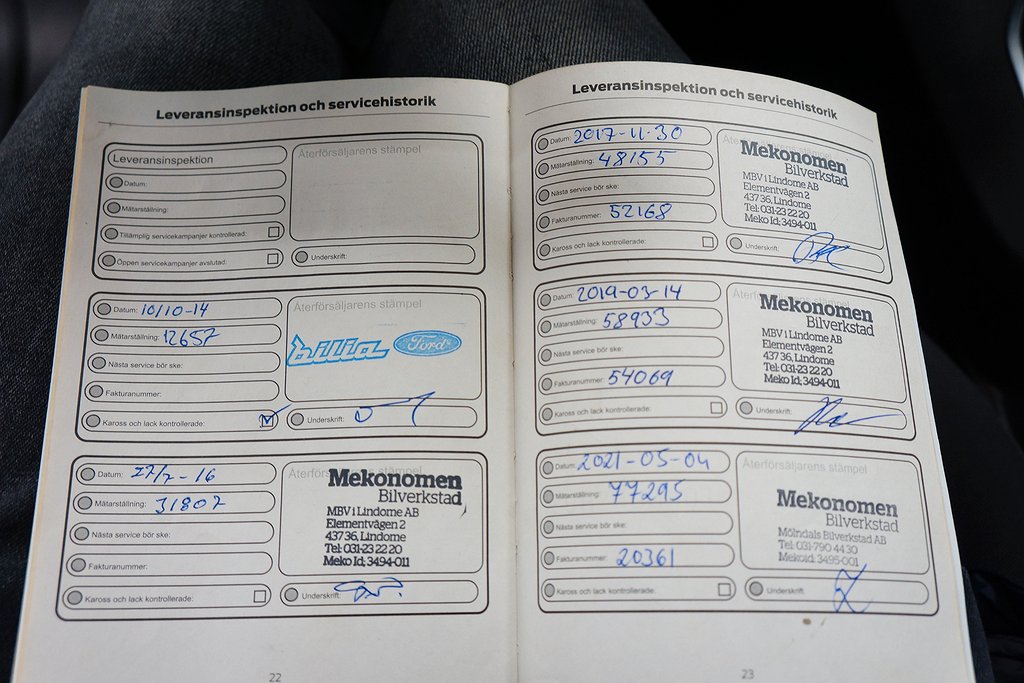 Leveransinspektion och servicehistorik
Leveransinspektion
Datum:
Mätarställning:
Tillämplig servicekampanjer kontrollerad:
Öppen servicekampanjer avslutad:
Återförsäljarens stämpel
Underskrift:
Datum: 10/10-14
Mätarställning: 12657
Nästa service bör ske:
Fakturanummer:
Kaross och lack kontrollerade:
Återförsäljarens stämpel
billia Ford
Underskrift:
Datum: 27/7-16
Mätarställning: 31807
Nästa service bör ske:
Fakturanummer:
Kaross och lack kontrollerade:
Mekonomen
Bilverkstad
MBV i Lindome AB
Elementvägen 2
437 36, Lindome
Tel: 031-23 22 20
Meko Id; 3494-011
Underskrift:
22
Leveransinspektion och servicehistorik
Datum: 2017-11-30
Mätarställning: 48155
Nästa service bör ske:
Fakturanummer: 52168
Kaross och lack kontrollerade:
Återförsäljarens stämpel
Mekonomen
Bilverkstad
MBV i Lindome AB
Elementvägen 2
437 36, Lindome
Tel: 031-23 22 20
Meko Id: 3494-011
Underskrift:
Datum: 2019-03-14
Mätarställning: 58933
Nästa service bör ske:
Fakturanummer: 54069
Kaross och lack kontrollerade:
Mekonomen
Bilverkstad
MBV i Lindome AB
Elementvägen 2
437 36, Lindome
Tel: 031-23 22 20
Meko Id; 3494-011
Underskrift:
Datum: 2021-05-04
Mätarställning: 77295
Nästa service bör ske:
Fakturanummer: 20361
Kaross och lack kontrollerade:
Återförsäljarens stämpel
Mekonomen
Bilverkstad
Mölndals Bilverkstad AB
Tel: 031-790 44 30
Mekoid: 3495-001
Underskrift:
23